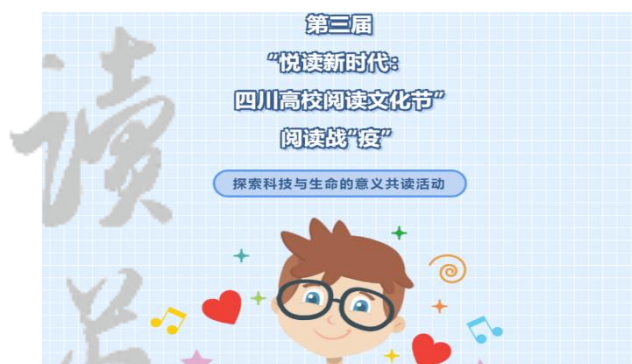 第三届
“悦读新时代：
四川高校阅读文化节”
阅读战“疫”
探索科技与生命的意义共读活动
讀